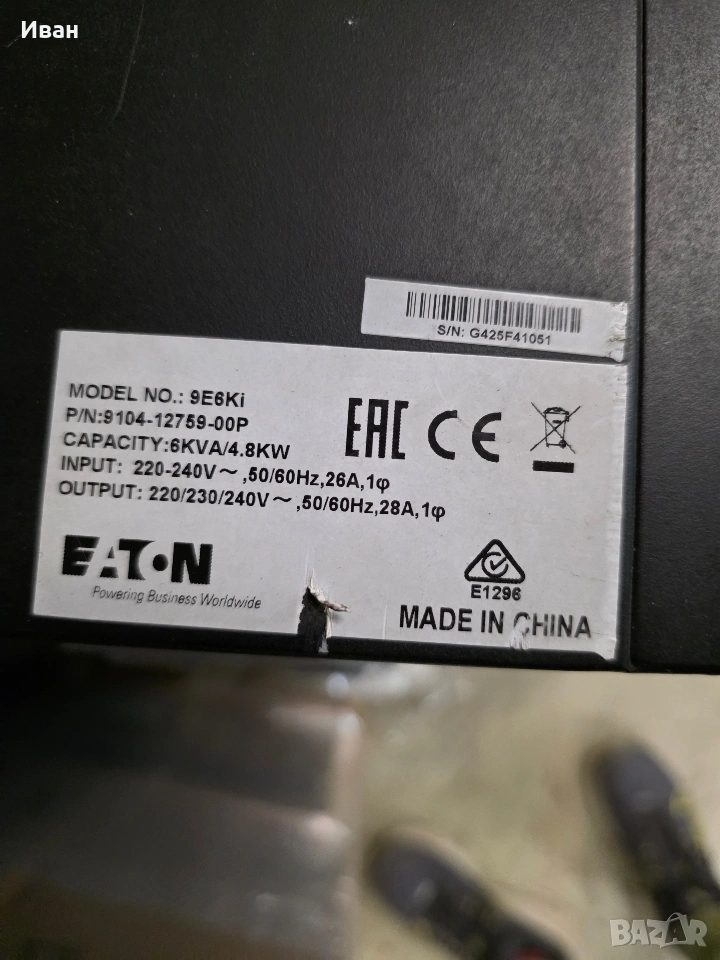 Иван
S/N: G425F41051
MODEL NO.: 9E6Ki
P/N:9104-12759-00P
CAPACITY:6KVA/4.8KW
INPUT: 220-240V～,50/60Hz,26A,1φ
OUTPUT: 220/230/240V～,50/60Hz,28A,1φ
EAC CE
EATON
Powering Business Worldwide
E1296
MADE IN CHINA
BAZAR